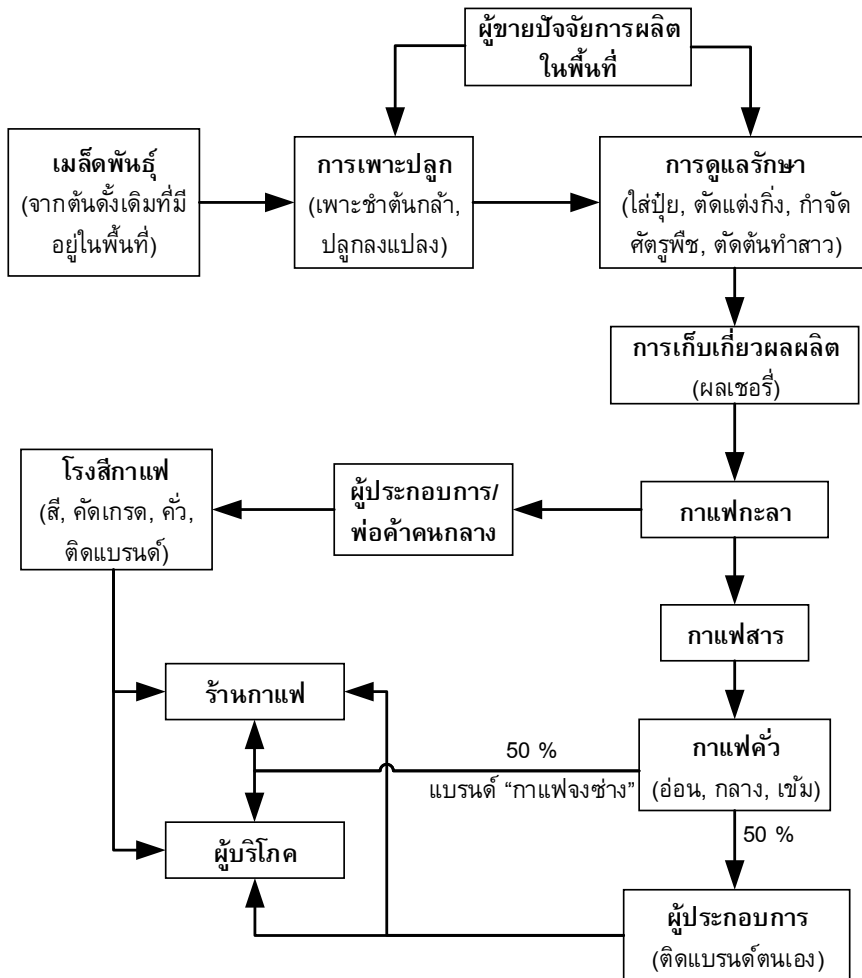 ผู้ขายปัจจัยการผลิต
ในพื้นที่
เมล็ดพันธุ์
(จากต้นดั้งเดิมที่มี
อยู่ในพื้นที่)
การเพาะปลูก
(เพาะชำต้นกล้า,
ปลูกลงแปลง)
การดูแลรักษา
(ใส่ปุ๋ย, ตัดแต่งกิ่ง, กำจัด
ศัตรูพืช, ตัดต้นทำสาว)
การเก็บเกี่ยวผลผลิต
(ผลเชอรี่)
โรงสีกาแฟ
(สี, คัดเกรด, คั่ว,
ติดแบรนด์)
ผู้ประกอบการ/
พ่อค้าคนกลาง
กาแฟกะลา
กาแฟสาร
ร้านกาแฟ
50 %
แบรนด์ “กาแฟจงซ่าง”
กาแฟคั่ว
(อ่อน, กลาง, เข้ม)
50 %
ผู้บริโภค
ผู้ประกอบการ
(ติดแบรนด์ตนเอง)